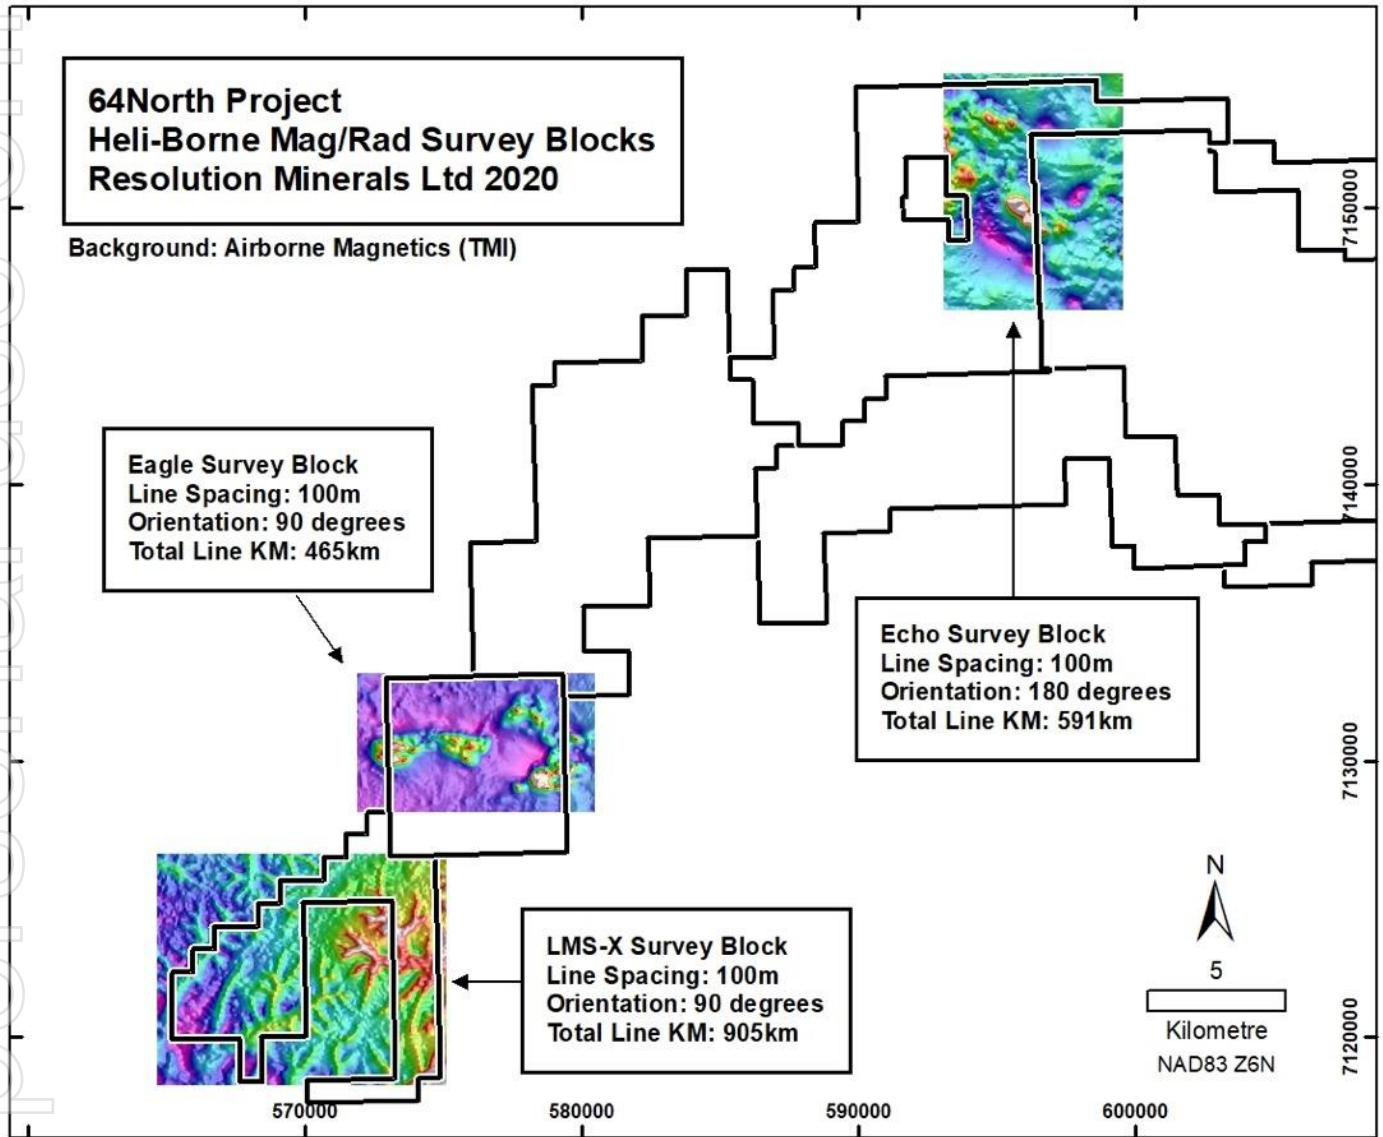 64North Project
Heli-Borne Mag/Rad Survey Blocks
Resolution Minerals Ltd 2020
Background: Airborne Magnetics (TMI)
Eagle Survey Block
Line Spacing: 100m
Orientation: 90 degrees
Total Line KM: 465km
Echo Survey Block
Line Spacing: 100m
Orientation: 180 degrees
Total Line KM: 591km
LMS-X Survey Block
Line Spacing: 100m
Orientation: 90 degrees
Total Line KM: 905km
N
5
Kilometre
NAD83 Z6N
7150000
7140000
7130000
7120000
570000
580000
590000
600000